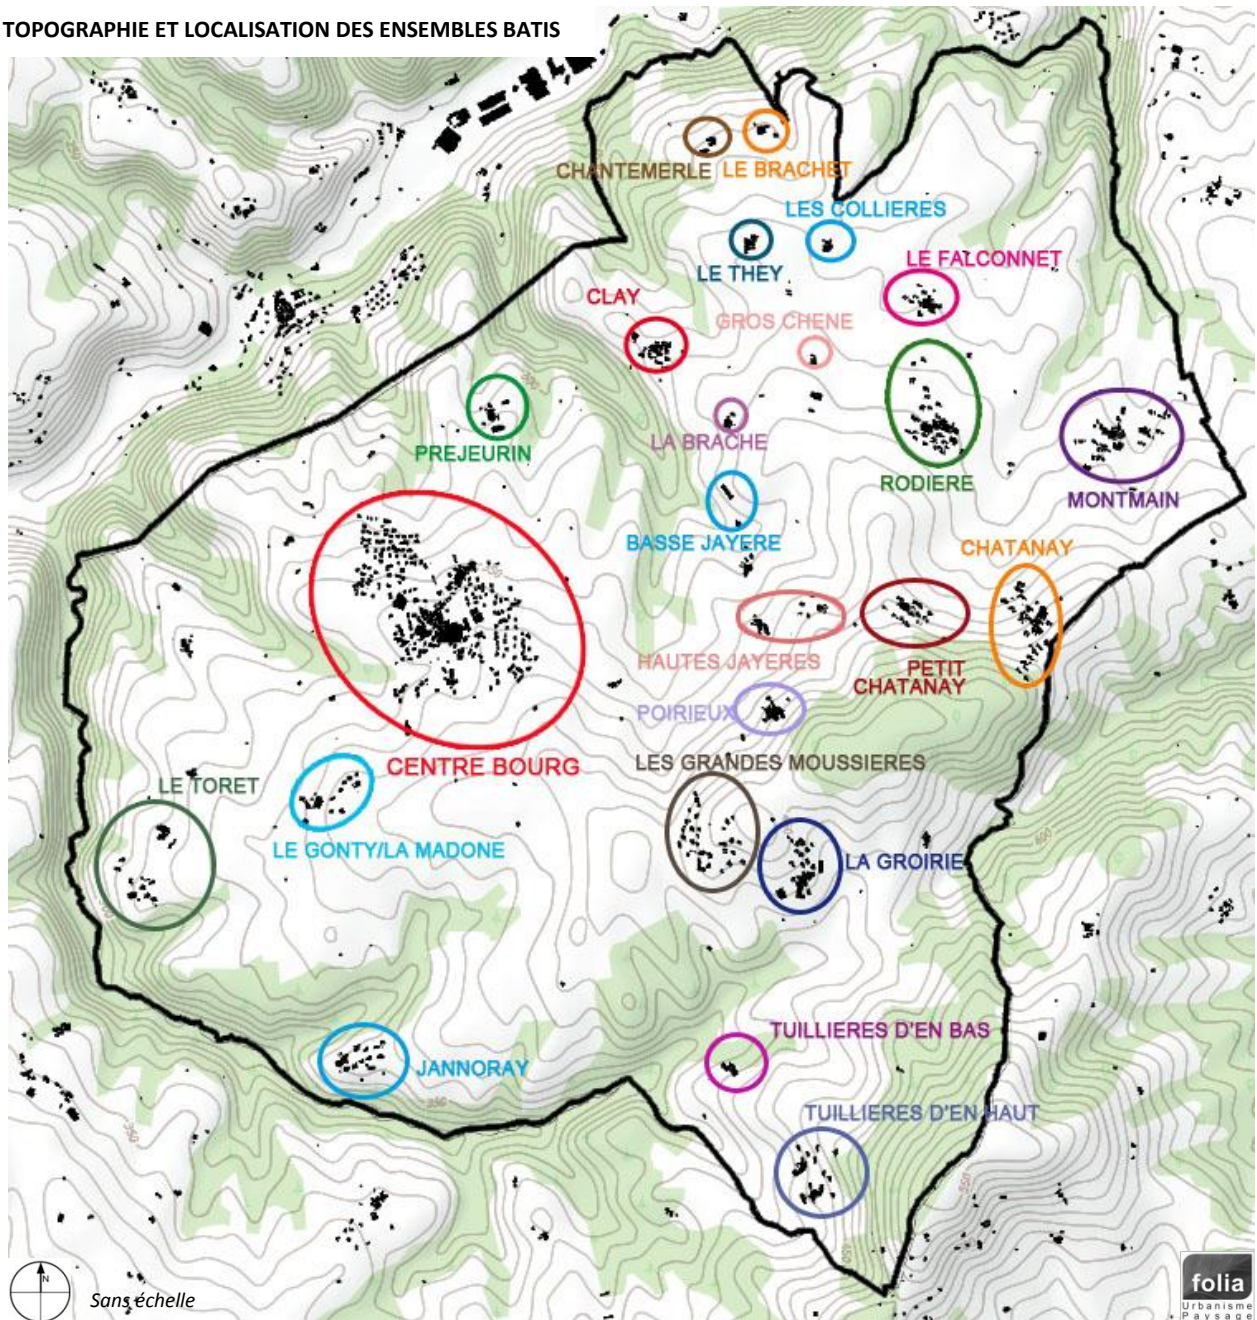 TOPOGRAPHIE ET LOCALISATION DES ENSEMBLES BATIS
CHANTEMERLE
LE BRACHET
LES COLLIERES
LE THEY
LE FALCONNET
CLAY
GROS CHENE
PREJEURIN
LA BRACHE
RODIERE
MONTMAIN
BASSE JAYERE
CHATANAY
HAUTES JAYERES
PETIT
CHATANAY
POIRIEUX
CENTRE BOURG
LES GRANDES MOUSSIERES
LE TORET
LE GONTY/LA MADONE
LA GROIRIE
TUILLIERES D'EN BAS
JANNORAY
TUILLIERES D'EN HAUT
350
550
N
Sans échelle
folia
Urbanisme
Paysage